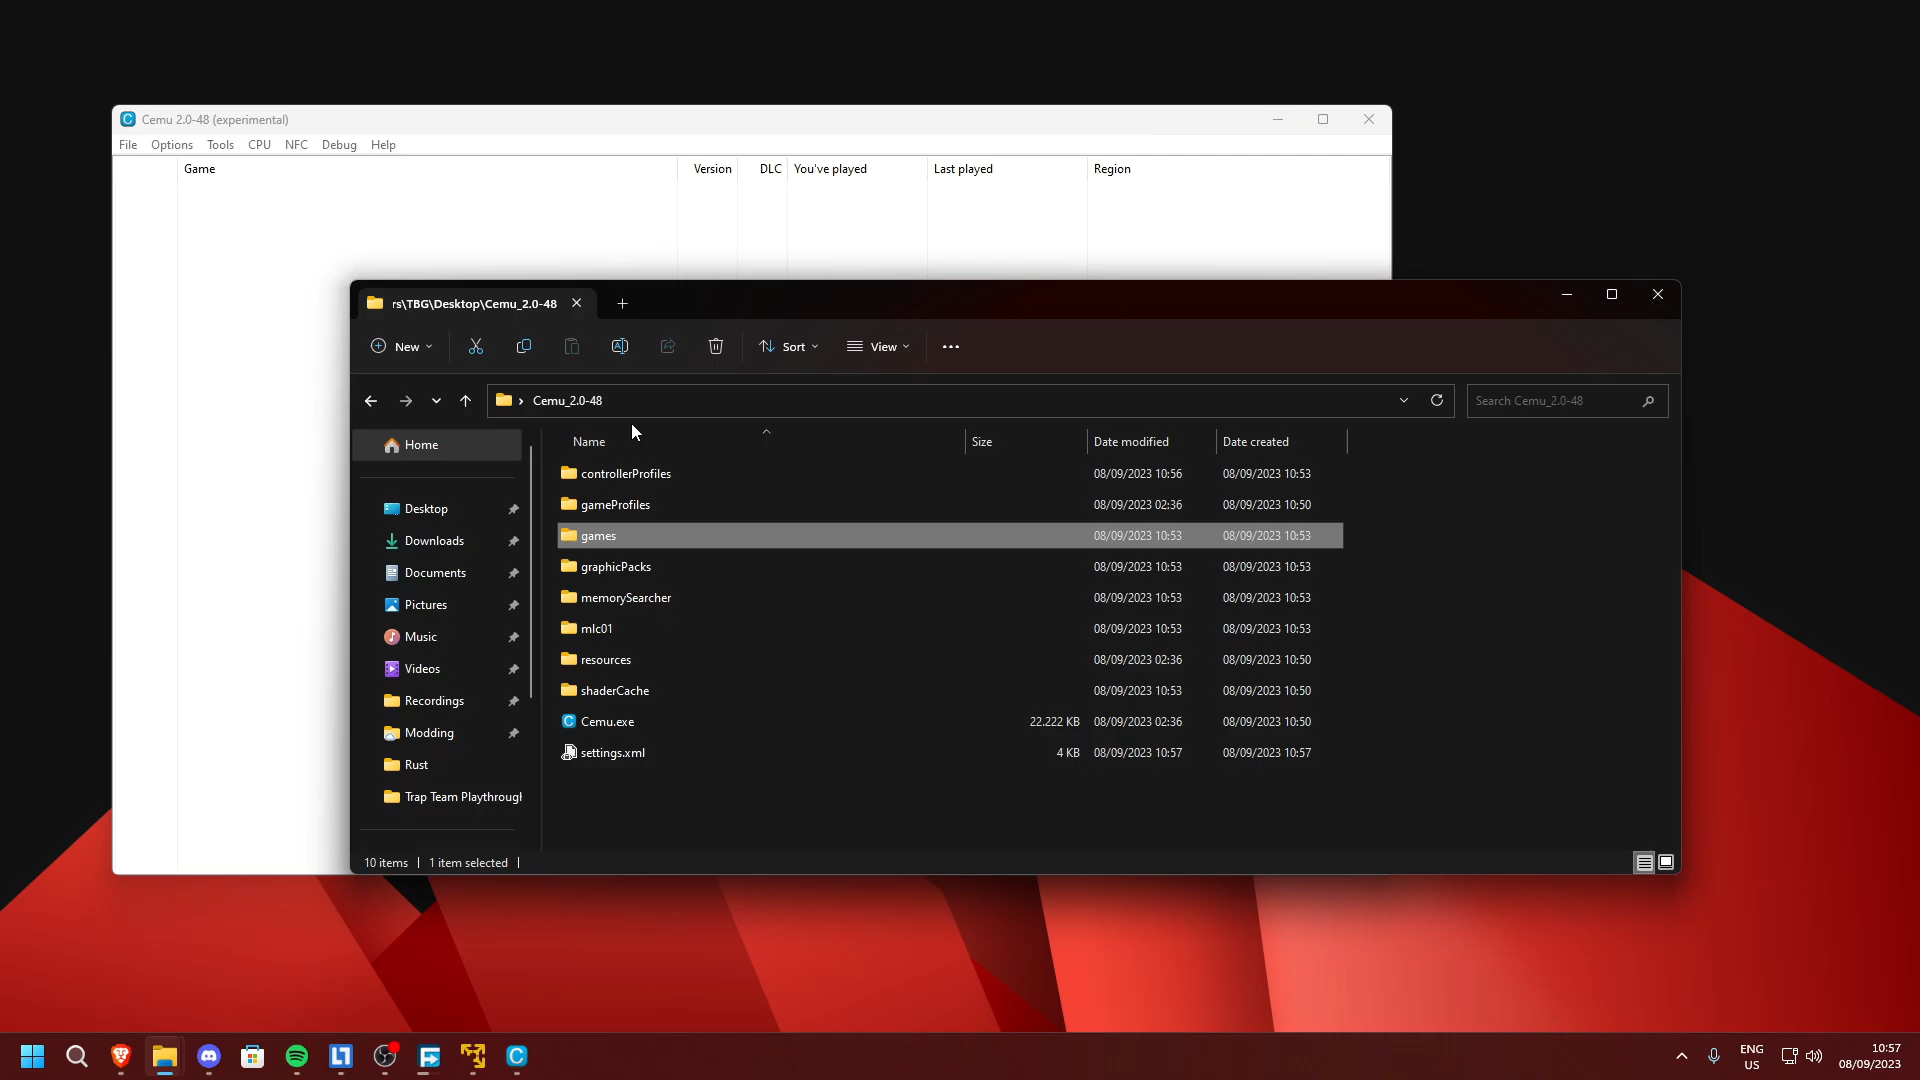 Cemu 2.0-48 (experimental)
File Options Tools CPU NFC Debug Help
Game Version DLC You've played Last played Region
rs\TBG\Desktop\Cemu_2.0-48
New Sort View
Cemu_2.0-48 Search Cemu_2.0-48
Name Size Date modified Date created
Home
controllerProfiles 08/09/2023 10:56 08/09/2023 10:53
gameProfiles 08/09/2023 02:36 08/09/2023 10:50
Desktop
games 08/09/2023 10:53 08/09/2023 10:53
Downloads
graphicPacks 08/09/2023 10:53 08/09/2023 10:53
Documents
memorySearcher 08/09/2023 10:53 08/09/2023 10:53
Pictures
mlc01 08/09/2023 10:53 08/09/2023 10:53
Music
resources 08/09/2023 02:36 08/09/2023 10:50
Videos
shaderCache 08/09/2023 10:53 08/09/2023 10:50
Recordings
Cemu.exe 22.222 KB 08/09/2023 02:36 08/09/2023 10:50
Modding
settings.xml 4 KB 08/09/2023 10:57 08/09/2023 10:57
Rust
Trap Team Playthrough
10 items 1 item selected
ENG
US
10:57
08/09/2023